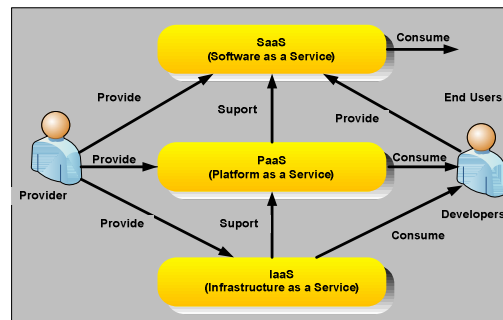 SaaS
(Software as a Service)
Consume
Provide
Suport
Provide
End Users
Provide
PaaS
(Platform as a Service)
Consume
Provider
Provide
Suport
Developers
Consume
IaaS
(Infrastructure as a Service)